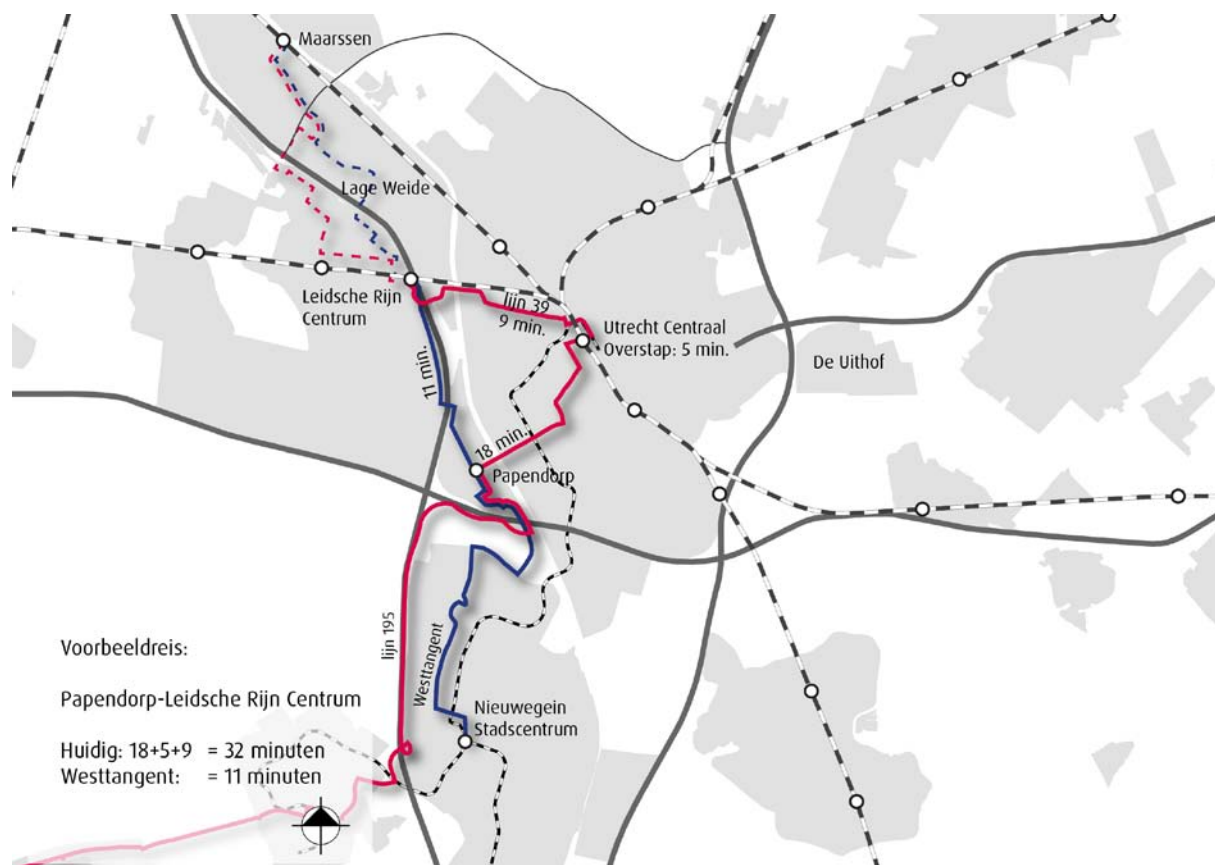 Maarssen
Lage Weide
Leidsche Rijn
Centrum
lijn 39
9 min.
Utrecht Centraal
Overstap: 5 min.
De Uithof
11 min.
18 min.
Papendorp
lijn 195
Westtangent
Nieuwegein
Stadscentrum
Voorbeeldreis:
Papendorp-Leidsche Rijn Centrum
Huidig: 18+5+9 = 32 minuten
Westtangent: = 11 minuten